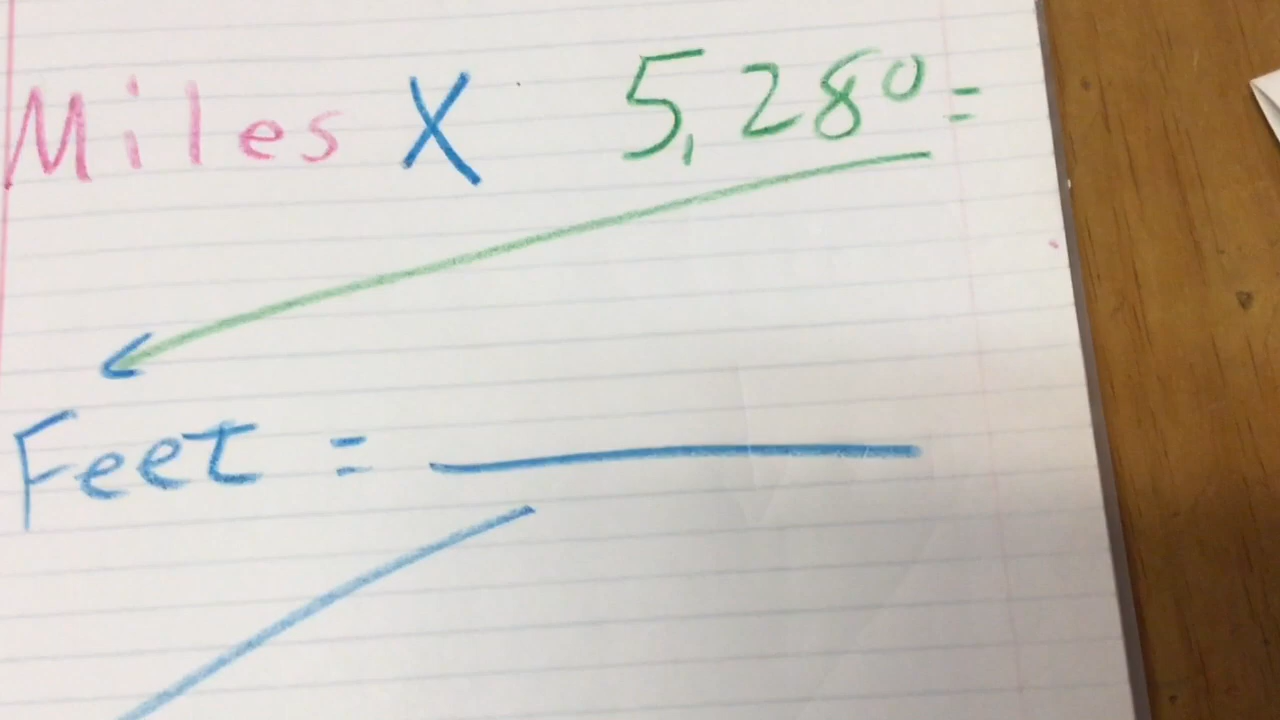 Miles X 5,280 =
Feet =